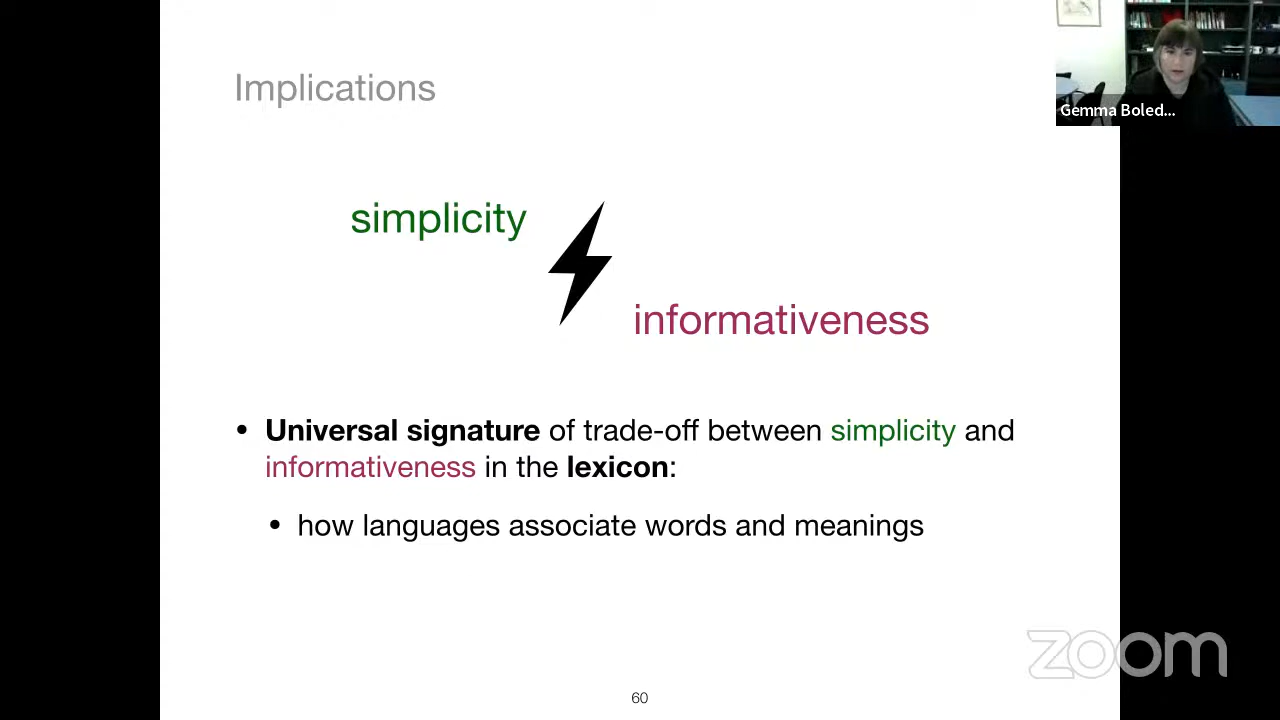 Implications
Gemma Boled...
simplicity
informativeness
• Universal signature of trade-off between simplicity and
informativeness in the lexicon:
• how languages associate words and meanings
zoom
60